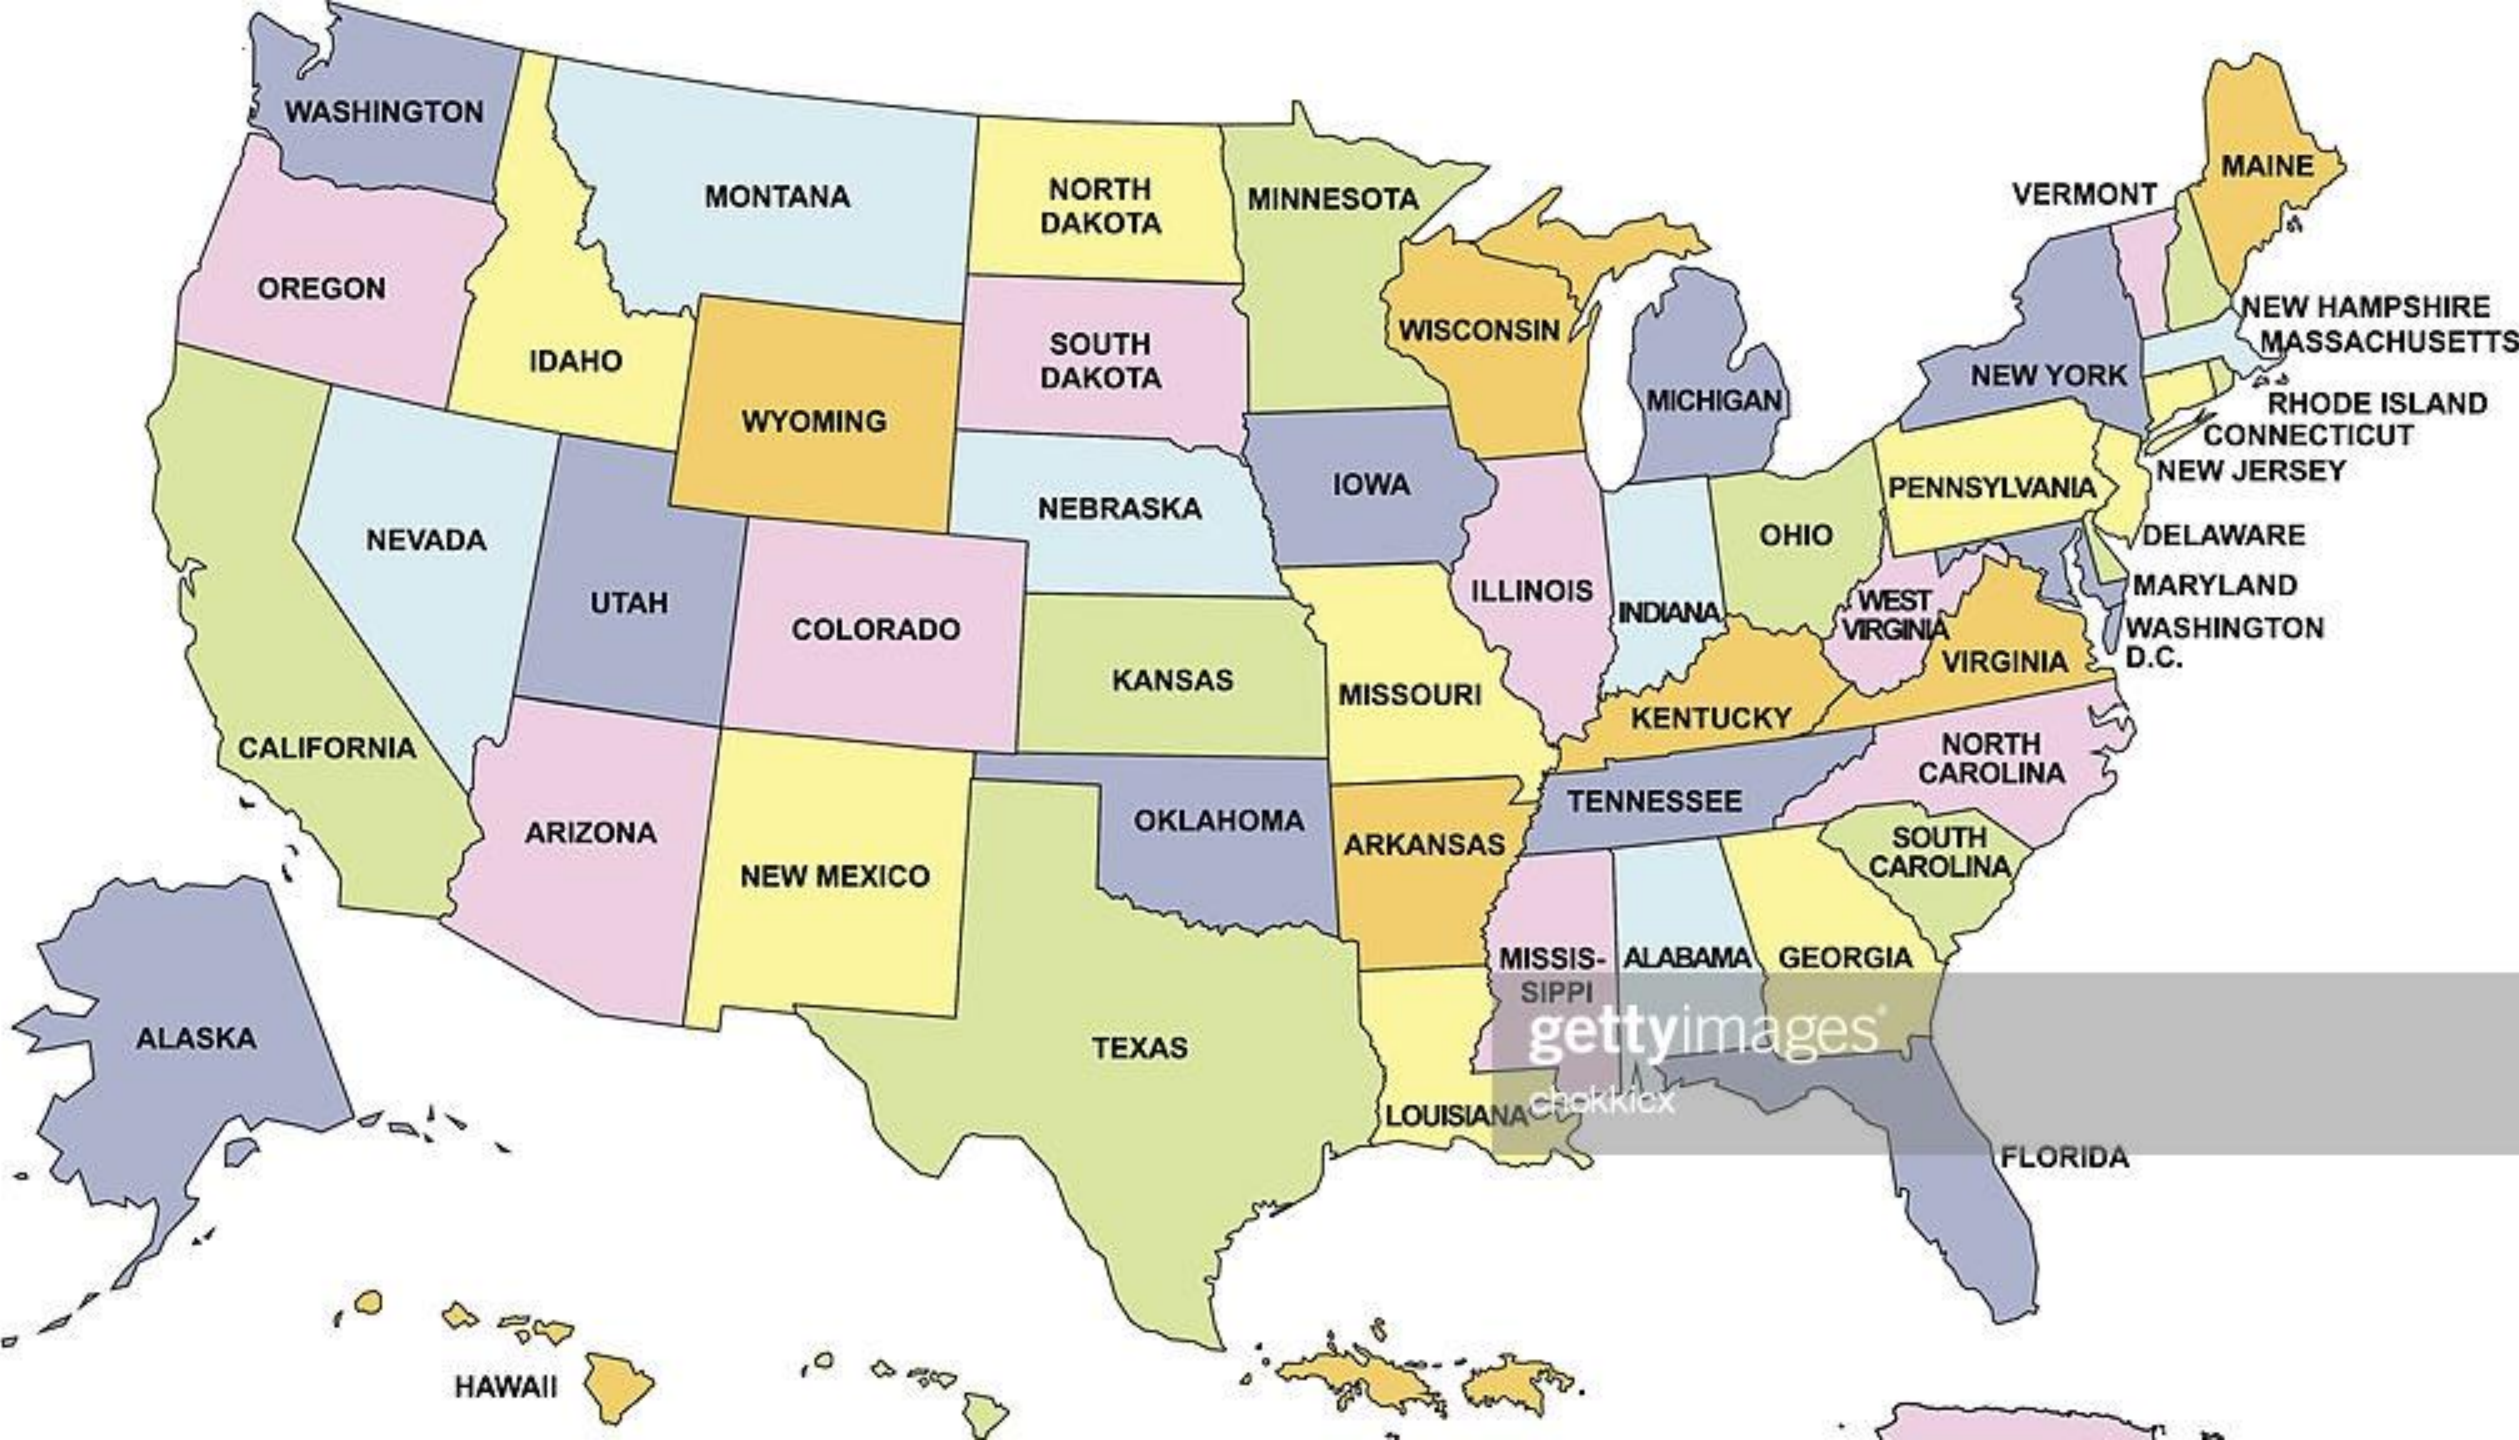 WASHINGTON
MONTANA
NORTH
DAKOTA
MINNESOTA
MAINE
VERMONT
OREGON
IDAHO
WYOMING
SOUTH
DAKOTA
WISCONSIN
MICHIGAN
NEW YORK
NEW HAMPSHIRE
MASSACHUSETTS
RHODE ISLAND
CONNECTICUT
NEW JERSEY
PENNSYLVANIA
IOWA
NEBRASKA
NEVADA
UTAH
COLORADO
KANSAS
MISSOURI
ILLINOIS
INDIANA
OHIO
WEST
VIRGINIA
DELAWARE
MARYLAND
WASHINGTON
D.C.
VIRGINIA
KENTUCKY
CALIFORNIA
ARIZONA
NEW MEXICO
OKLAHOMA
ARKANSAS
TENNESSEE
NORTH
CAROLINA
SOUTH
CAROLINA
MISSIS-
SIPPI
ALABAMA
GEORGIA
gettyimages®
chokkicx
ALASKA
TEXAS
LOUISIANA
FLORIDA
HAWAII